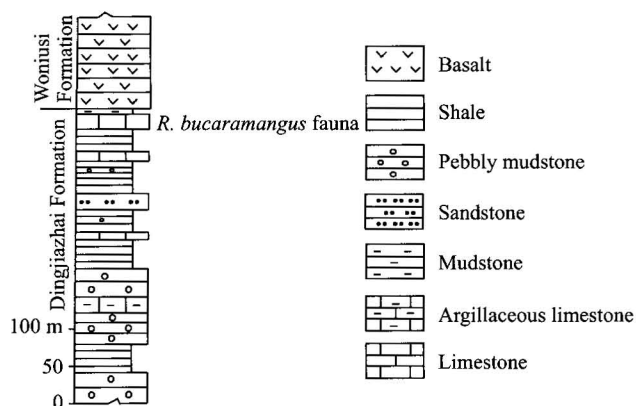 Woniusi
Formation
Dingjiazhai Formation
R. bucaramangus fauna
100 m
50
0
Basalt
Shale
Pebbly mudstone
Sandstone
Mudstone
Argillaceous limestone
Limestone